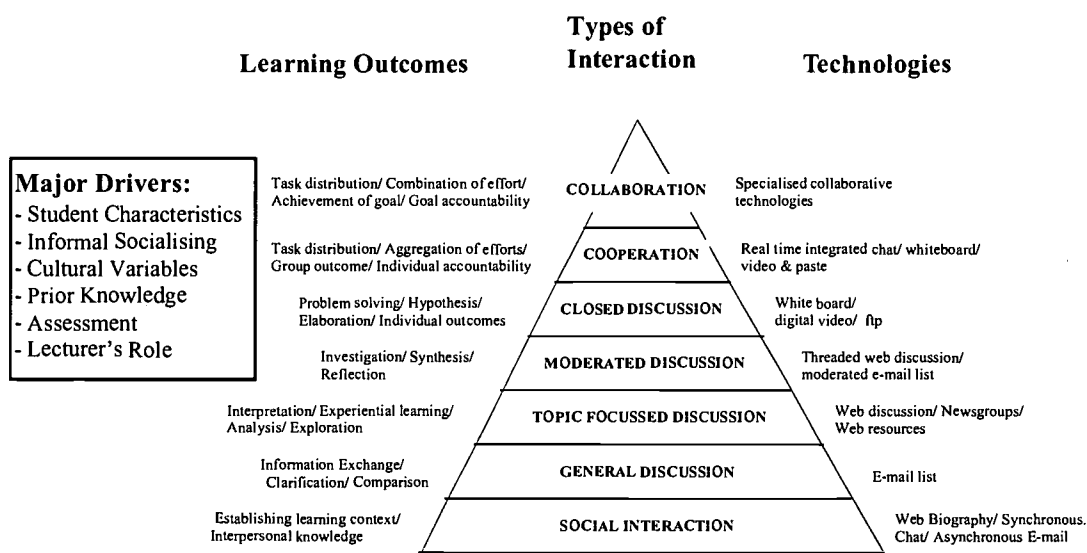 Types of
Interaction
Learning Outcomes
Technologies
Major Drivers:
- Student Characteristics
- Informal Socialising
- Cultural Variables
- Prior Knowledge
- Assessment
- Lecturer's Role
Task distribution/ Combination of effort/
Achievement of goal/ Goal accountability
COLLABORATION
Specialised collaborative
technologies
Task distribution/ Aggregation of efforts/
Group outcome/ Individual accountability
COOPERATION
Real time integrated chat/ whiteboard/
video & paste
Problem solving/ Hypothesis/
Elaboration/ Individual outcomes
CLOSED DISCUSSION
White board/
digital video/ ftp
Investigation/ Synthesis/
Reflection
MODERATED DISCUSSION
Threaded web discussion/
moderated e-mail list
Interpretation/ Experiential learning/
Analysis/ Exploration
TOPIC FOCUSSED DISCUSSION
Web discussion/ Newsgroups/
Web resources
Information Exchange/
Clarification/ Comparison
GENERAL DISCUSSION
E-mail list
Establishing learning context/
Interpersonal knowledge
SOCIAL INTERACTION
Web Biography/ Synchronous.
Chat/ Asynchronous E-mail